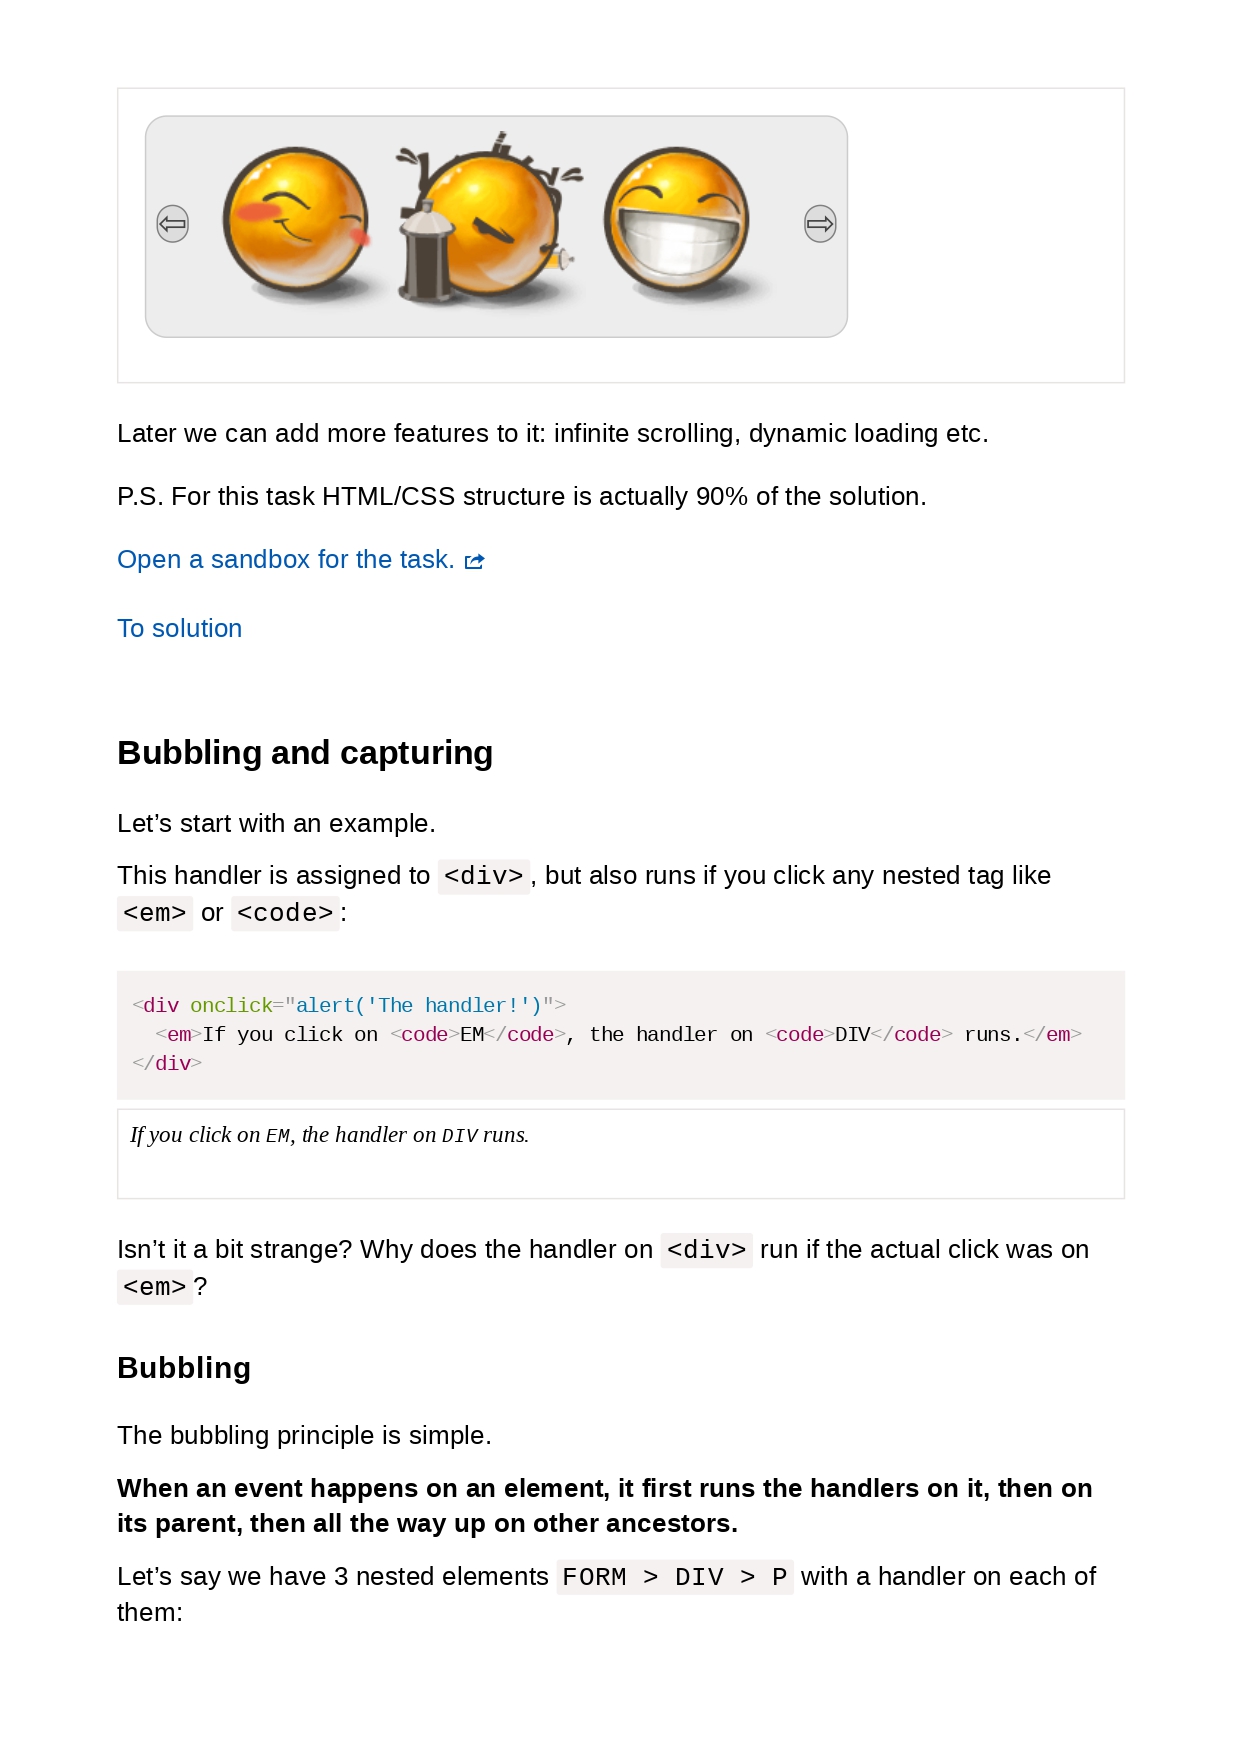 ⇦ ⇨
Later we can add more features to it: infinite scrolling, dynamic loading etc.
P.S. For this task HTML/CSS structure is actually 90% of the solution.
Open a sandbox for the task.
To solution
Bubbling and capturing
Let’s start with an example.
This handler is assigned to <div>, but also runs if you click any nested tag like
<em> or <code>:
<div onclick="alert('The handler!')">
  <em>If you click on <code>EM</code>, the handler on <code>DIV</code> runs.</em>
</div>
If you click on EM, the handler on DIV runs.
Isn’t it a bit strange? Why does the handler on <div> run if the actual click was on
<em>?
Bubbling
The bubbling principle is simple.
When an event happens on an element, it first runs the handlers on it, then on
its parent, then all the way up on other ancestors.
Let’s say we have 3 nested elements FORM > DIV > P with a handler on each of
them: